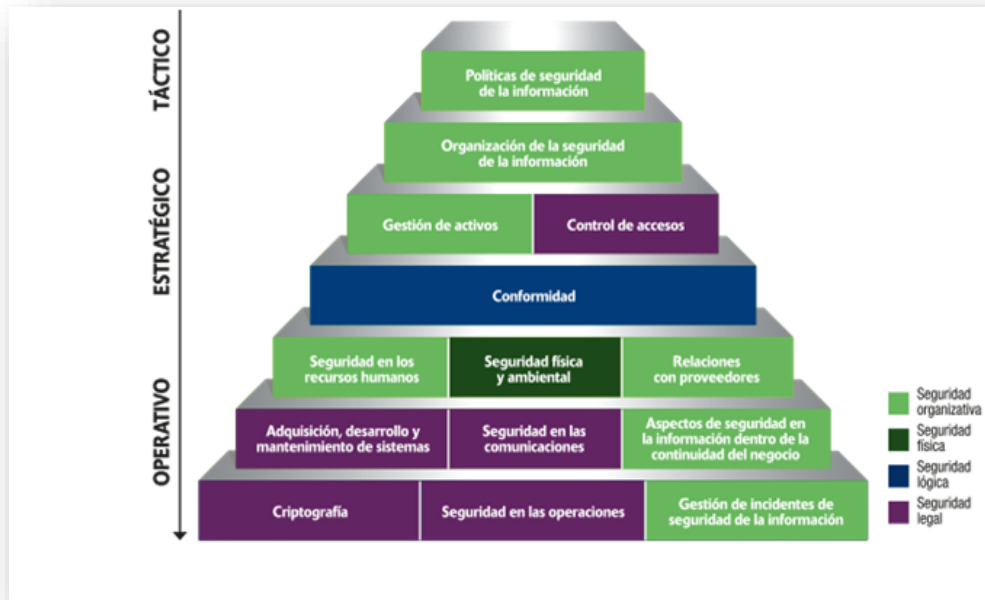 TÁCTICO
Políticas de seguridad
de la información
Organización de la seguridad
de la información
ESTRATÉGICO
Gestión de activos
Control de accesos
Conformidad
OPERATIVO
Seguridad en los
recursos humanos
Seguridad física
y ambiental
Relaciones
con proveedores
Adquisición, desarrollo y
mantenimiento de sistemas
Seguridad en las
comunicaciones
Aspectos de seguridad en
la información dentro de la
continuidad del negocio
Criptografía
Seguridad en las operaciones
Gestión de incidentes de
seguridad de la información
Seguridad
organizativa
Seguridad
física
Seguridad
lógica
Seguridad
legal